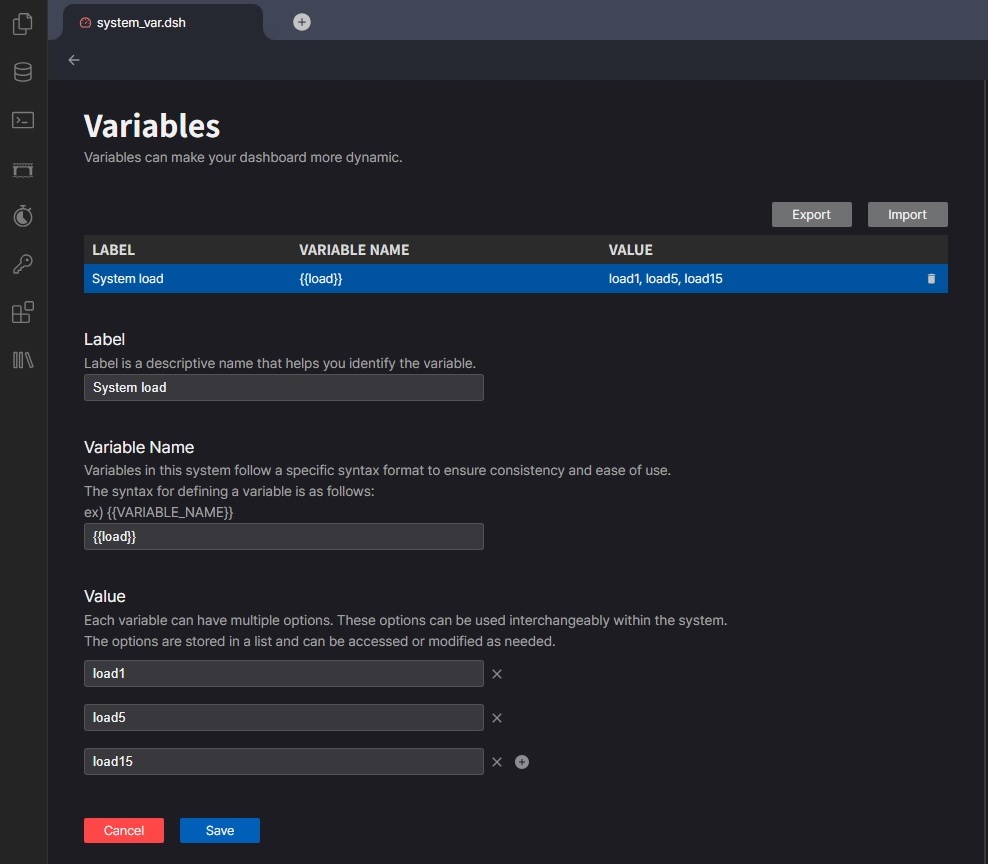 system_var.dsh
Variables
Variables can make your dashboard more dynamic.
Export Import
LABEL VARIABLE NAME VALUE
System load {{load}} load1, load5, load15
Label
Label is a descriptive name that helps you identify the variable.
System load
Variable Name
Variables in this system follow a specific syntax format to ensure consistency and ease of use.
The syntax for defining a variable is as follows:
ex) {{VARIABLE_NAME}}
{{load}}
Value
Each variable can have multiple options. These options can be used interchangeably within the system.
The options are stored in a list and can be accessed or modified as needed.
load1
load5
load15
Cancel Save